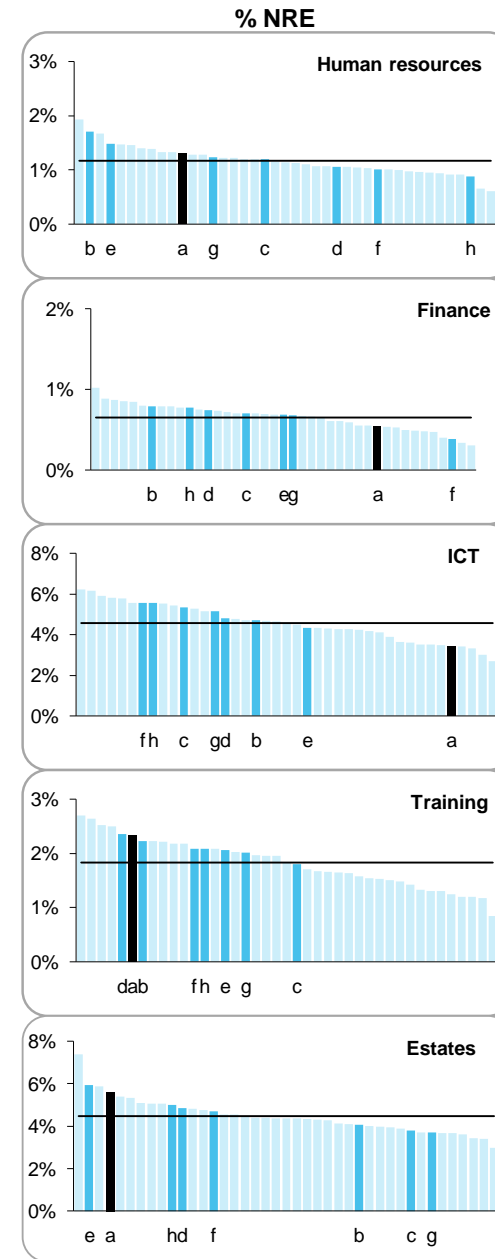 % NRE
Human resources
3%
2%
1%
0%
b e a g c d f h
Finance
2%
1%
0%
b h d c eg a f
ICT
8%
6%
4%
2%
0%
fh c gd b e a
Training
3%
2%
1%
0%
dab fh e g c
Estates
8%
6%
4%
2%
0%
e a hd f b c g